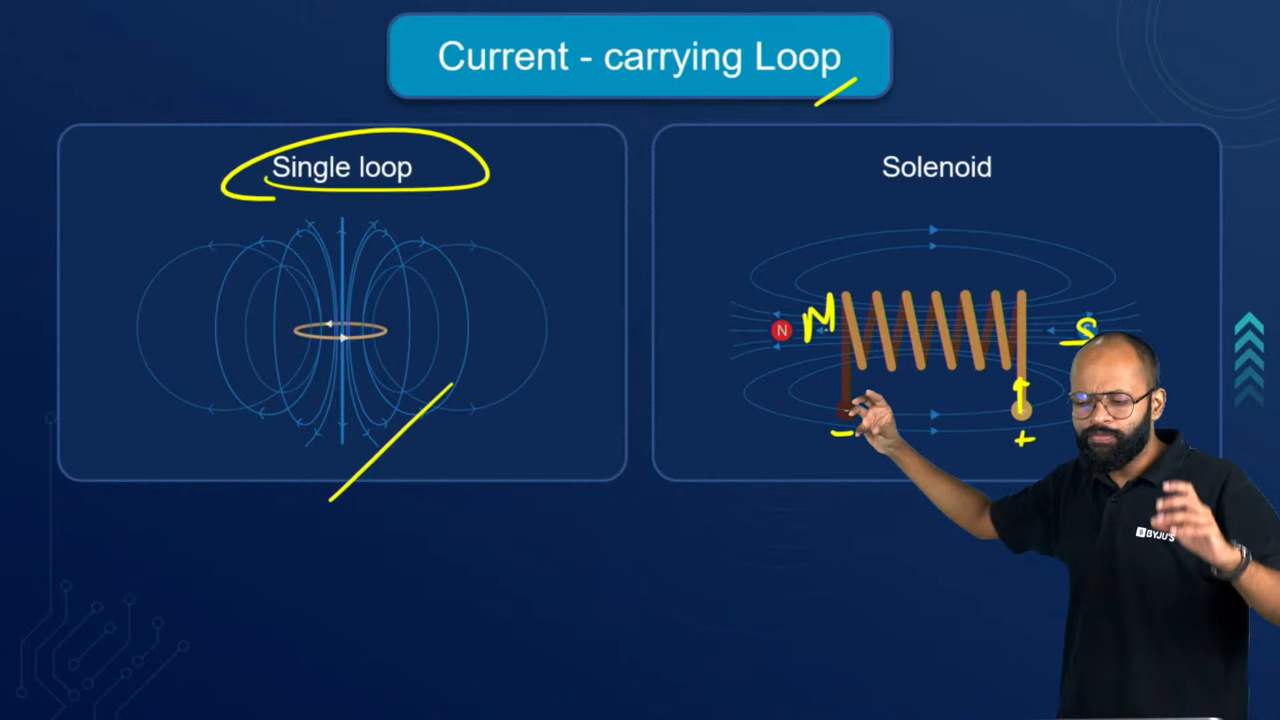 Current - carrying Loop
Single loop
Solenoid
N
N
S
-
+
BYJU'S